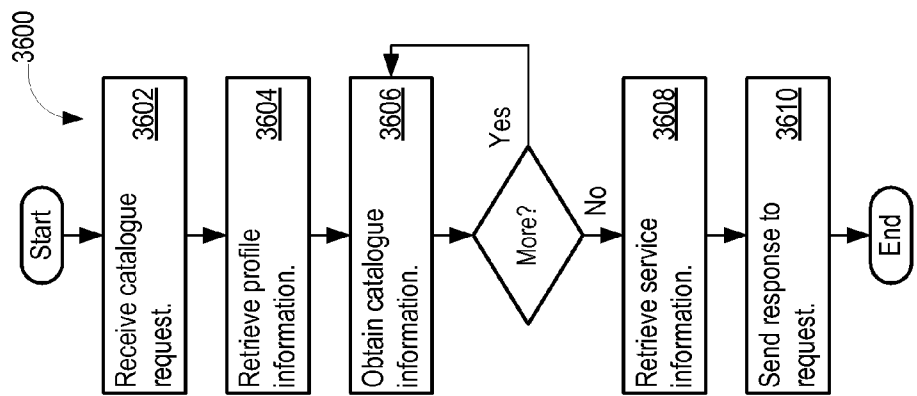 3600
Start
Receive catalogue
request.
3602
Retrieve profile
information.
3604
Obtain catalogue
information.
3606
More?
Yes
No
Retrieve service
information.
3608
Send response to
request.
3610
End